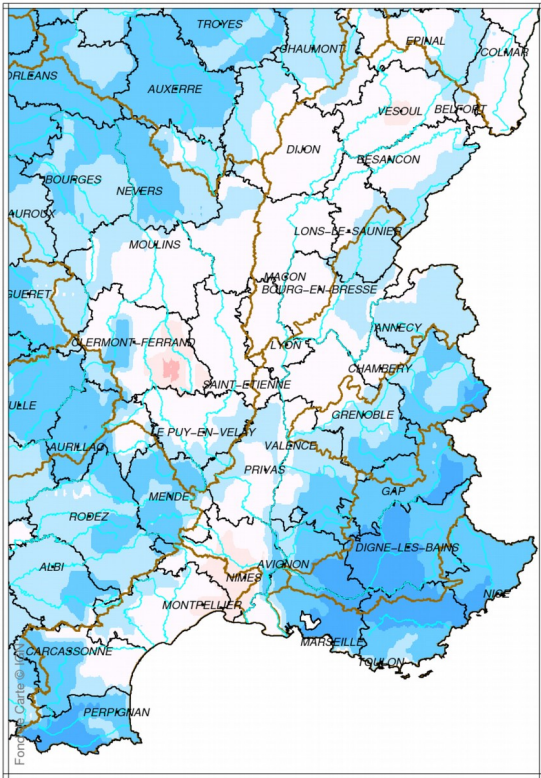 TROYES
EPINAL
CHAUMONT
COLMAR
ORLEANS
AUXERRE
VESOUL
BELFORT
DIJON
BESANCON
BOURGES
NEVERS
AUROUX
LONS-LE-SAUNIER
MOULINS
MACON
BOURG-EN-BRESSE
GUERET
ANNECY
CLERMONT-FERRAND
LYON
CHAMBERY
SAINT-ETIENNE
ULLE
GRENOBLE
LE PUY-EN-VELAY
AURILLAC
VALENCE
PRIVAS
MENDE
GAP
RODEZ
DIGNE-LES-BAINS
ALBI
AVIGNON
NIMES
NICE
MONTPELLIER
MARSEILLE
CARCASSONNE
TOULON
PERPIGNAN
Fond de Carte © IGN